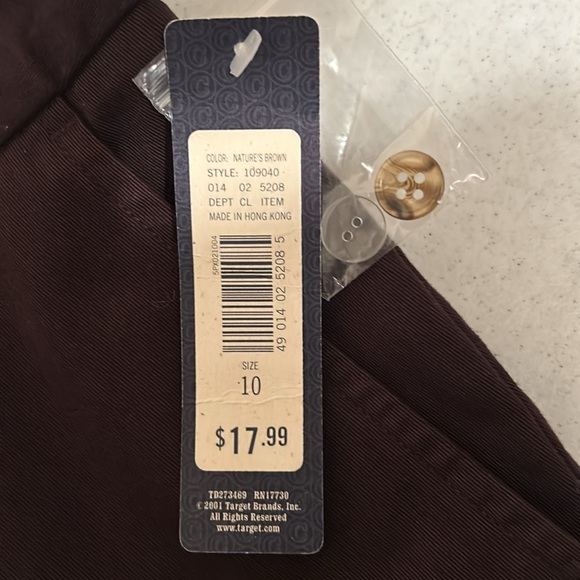 COLOR: NATURE'S BROWN
STYLE: 109040
014 02 5208
DEPT CL ITEM
MADE IN HONG KONG
5PX021004
49 014 02 5208 5
SIZE
10
$17.99
TD273469 RN17730
© 2001 Target Brands, Inc.
All Rights Reserved
www.target.com